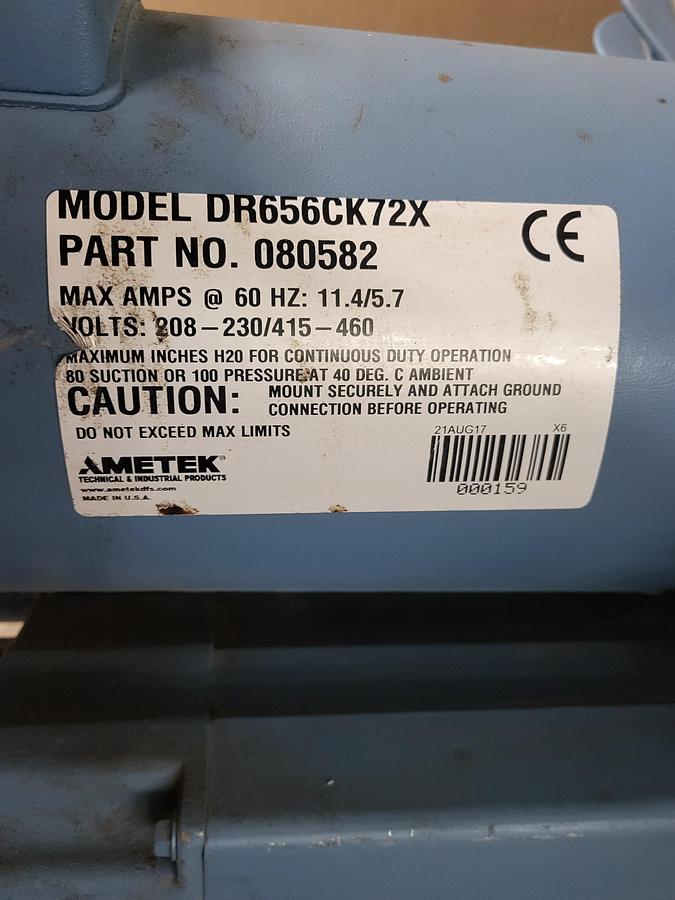 MODEL DR656CK72X
PART NO. 080582
MAX AMPS @ 60 HZ: 11.4/5.7
VOLTS: 208-230/415-460
MAXIMUM INCHES H20 FOR CONTINUOUS DUTY OPERATION
80 SUCTION OR 100 PRESSURE AT 40 DEG. C AMBIENT
CAUTION: MOUNT SECURELY AND ATTACH GROUND
CONNECTION BEFORE OPERATING
DO NOT EXCEED MAX LIMITS
CE
21AUG17 X6
000159
AMETEK®
TECHNICAL & INDUSTRIAL PRODUCTS
www.ametekdfs.com
MADE IN U.S.A.